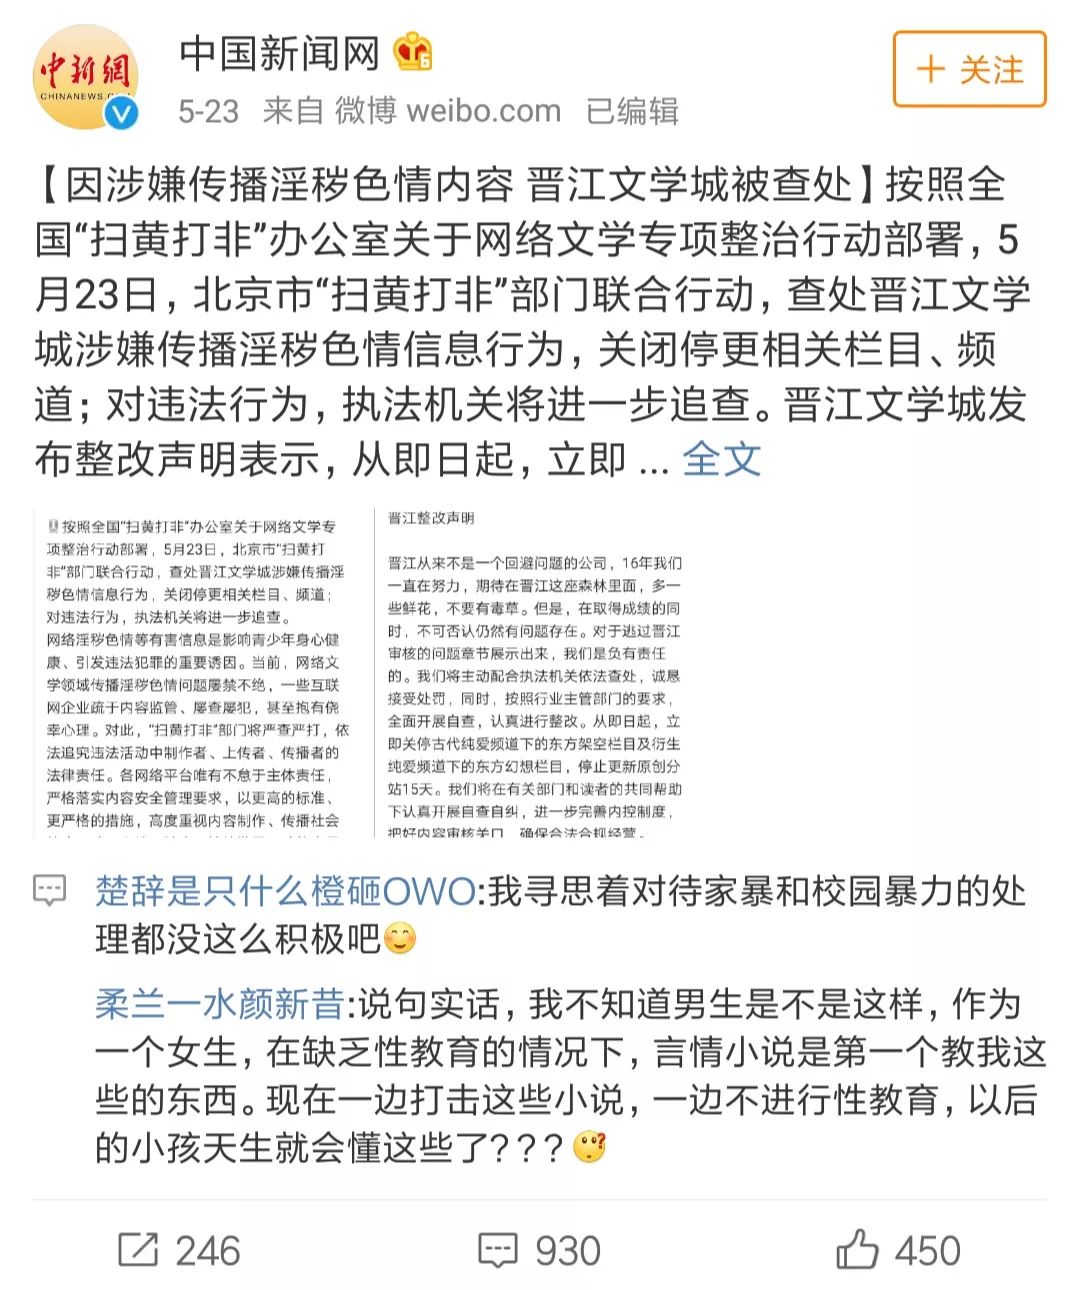 中新網
CHINANEWS.
中国新闻网
关注
5-23 来自 微博 weibo.com 已编辑
【因涉嫌传播淫秽色情内容 晋江文学城被查处】按照全
国“扫黄打非”办公室关于网络文学专项整治行动部署，5
月23日，北京市“扫黄打非”部门联合行动，查处晋江文学
城涉嫌传播淫秽色情信息行为，关闭停更相关栏目、频
道；对违法行为，执法机关将进一步追查。晋江文学城发
布整改声明表示，从即日起，立即 ... 全文
按照全国“扫黄打非”办公室关于网络文学专
项整治行动部署，5月23日，北京市“扫黄打
非”部门联合行动，查处晋江文学城涉嫌传播淫
秽色情信息行为，关闭停更相关栏目、频道；
对违法行为，执法机关将进一步追查。
网络淫秽色情等有害信息是影响青少年身心健
康、引发违法犯罪的重要诱因。当前，网络文
学领域传播淫秽色情问题屡禁不绝，一些互联
网企业疏于内容监管、屡查屡犯，甚至抱有侥
幸心理。对此，“扫黄打非”部门将严查严打，依
法追究违法活动中制作者、上传者、传播者的
法律责任。各网络平台唯有不怠于主体责任，
严格落实内容安全管理要求，以更高的标准、
更严格的措施，高度重视内容制作、传播社会
晋江整改声明
晋江从来不是一个回避问题的公司，16年我们
一直在努力，期待在晋江这座森林里面，多一
些鲜花，不要有毒草。但是，在取得成绩的同
时，不可否认仍然有问题存在。对于逃过晋江
审核的问题章节展示出来，我们是负有责任
的。我们将主动配合执法机关依法查处，诚恳
接受处罚，同时，按照行业主管部门的要求，
全面开展自查，认真进行整改。从即日起，立
即关停古代纯爱频道下的东方架空栏目及衍生
纯爱频道下的东方幻想栏目，停止更新原创分
站15天。我们将在有关部门和读者的共同帮助
下认真开展自查自纠，进一步完善内控制度，
把好内容审核关口，确保合法合规经营。
楚辞是只什么橙砸OWO:我寻思着对待家暴和校园暴力的处
理都没这么积极吧
柔兰一水颜新昔:说句实话，我不知道男生是不是这样，作为
一个女生，在缺乏性教育的情况下，言情小说是第一个教我这
些的东西。现在一边打击这些小说，一边不进行性教育，以后
的小孩天生就会懂这些了？？？
246 930 450